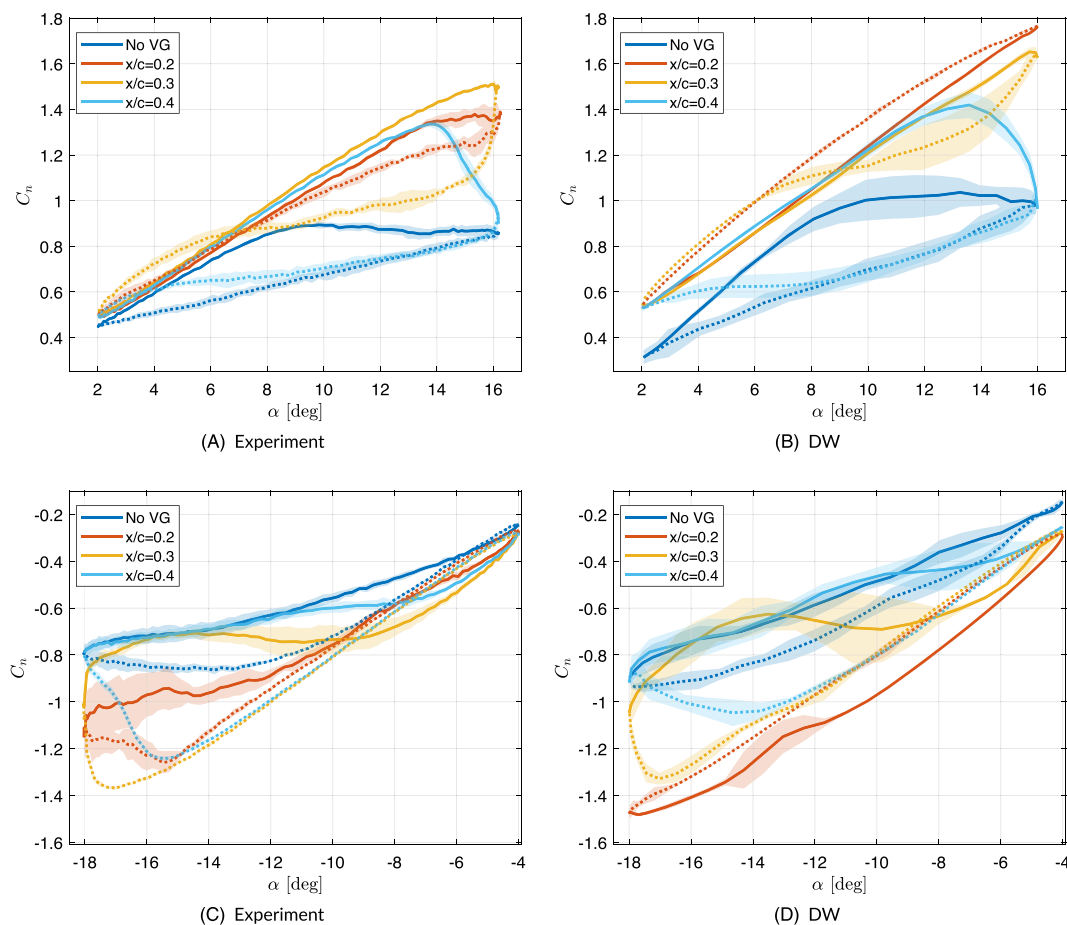 1.8
1.6
1.4
1.2
1
0.8
0.6
0.4
C_n
No VG
x/c=0.2
x/c=0.3
x/c=0.4
2 4 6 8 10 12 14 16
α [deg]
(A) Experiment
1.8
1.6
1.4
1.2
1
0.8
0.6
0.4
C_n
No VG
x/c=0.2
x/c=0.3
x/c=0.4
2 4 6 8 10 12 14 16
α [deg]
(B) DW
-0.2
-0.4
-0.6
-0.8
-1
-1.2
-1.4
-1.6
C_n
No VG
x/c=0.2
x/c=0.3
x/c=0.4
-18 -16 -14 -12 -10 -8 -6 -4
α [deg]
(C) Experiment
-0.2
-0.4
-0.6
-0.8
-1
-1.2
-1.4
-1.6
C_n
No VG
x/c=0.2
x/c=0.3
x/c=0.4
-18 -16 -14 -12 -10 -8 -6 -4
α [deg]
(D) DW